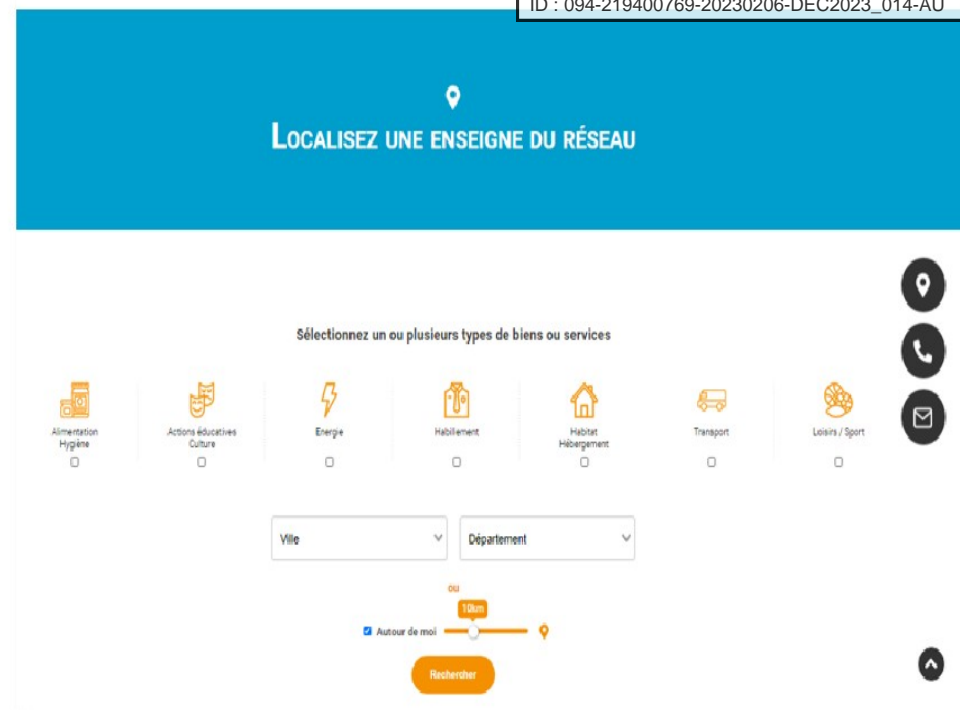 ID : 094-219400769-20230206-DEC2023_014-AU
LOCALISEZ UNE ENSEIGNE DU RÉSEAU
Sélectionnez un ou plusieurs types de biens ou services
Alimentation
Hygiène
Actions éducatives
Culture
Energie
Habillement
Habitat
Hébergement
Transport
Loisirs / Sport
Ville
Département
ou
10km
Autour de moi
Rechercher